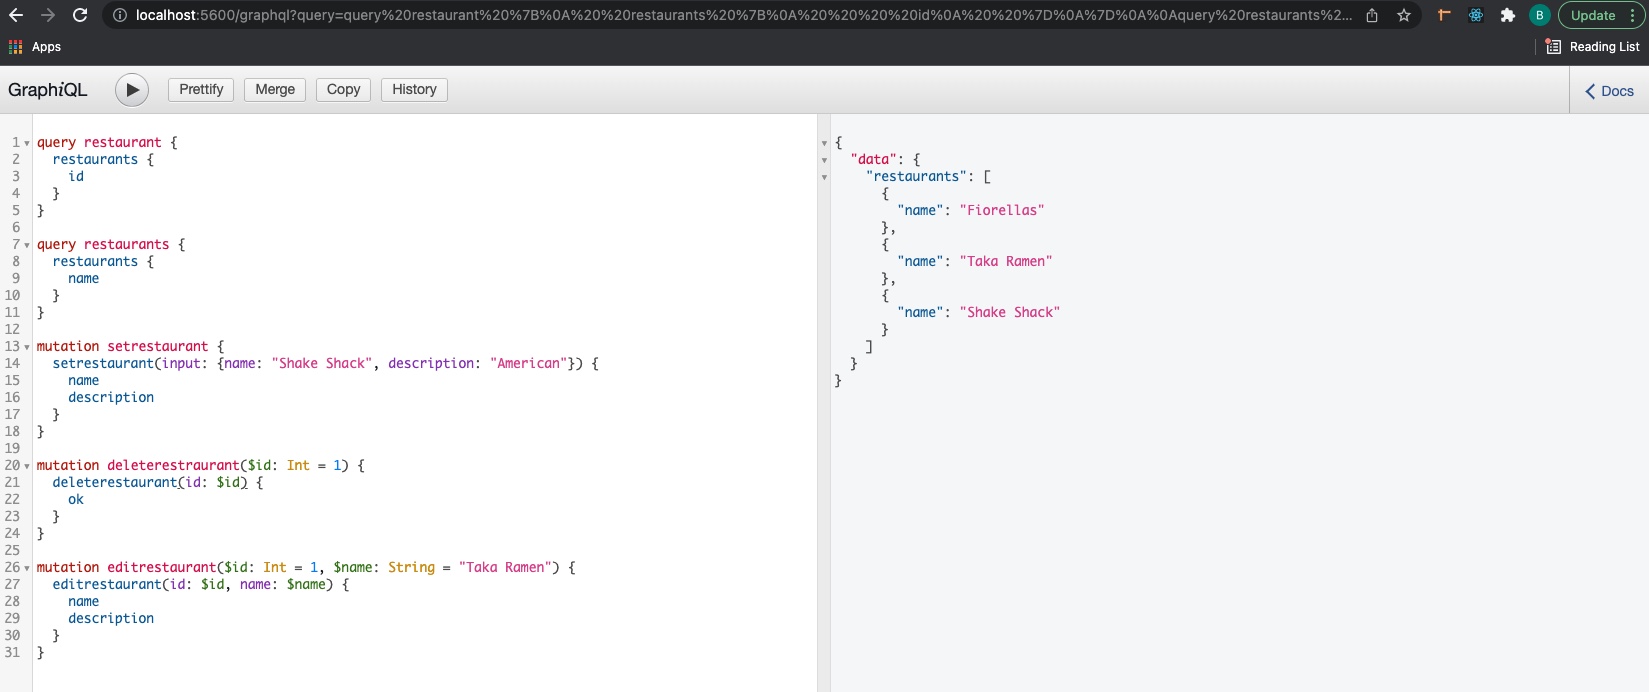 localhost:5600/graphql?query=query%20restaurant%20%7B%0A%20%20restaurants%20%7B%0A%20%20%20%20id%0A%20%20%7D%0A%7D%0A%0Aquery%20restaurants%2...
B
Update
Apps
Reading List
GraphiQL
Prettify
Merge
Copy
History
Docs
1 query restaurant {
2 restaurants {
3 id
4 }
5 }
6
7 query restaurants {
8 restaurants {
9 name
10 }
11 }
12
13 mutation setrestaurant {
14 setrestaurant(input: {name: "Shake Shack", description: "American"}) {
15 name
16 description
17 }
18 }
19
20 mutation deleterestraurant($id: Int = 1) {
21 deleterestaurant(id: $id) {
22 ok
23 }
24 }
25
26 mutation editrestaurant($id: Int = 1, $name: String = "Taka Ramen") {
27 editrestaurant(id: $id, name: $name) {
28 name
29 description
30 }
31 }
{
"data": {
"restaurants": [
{
"name": "Fiorellas"
},
{
"name": "Taka Ramen"
},
{
"name": "Shake Shack"
}
]
}
}